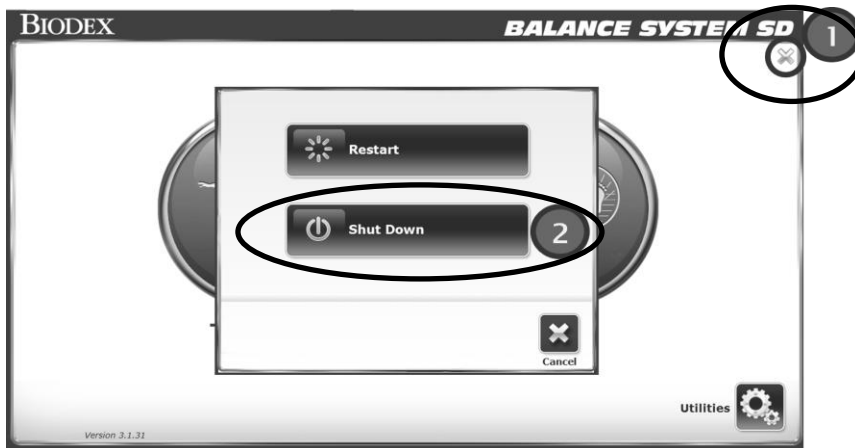 BIODEX
BALANCE SYSTEM SD
1
Restart
Shut Down
2
Cancel
Utilities
Version 3.1.31